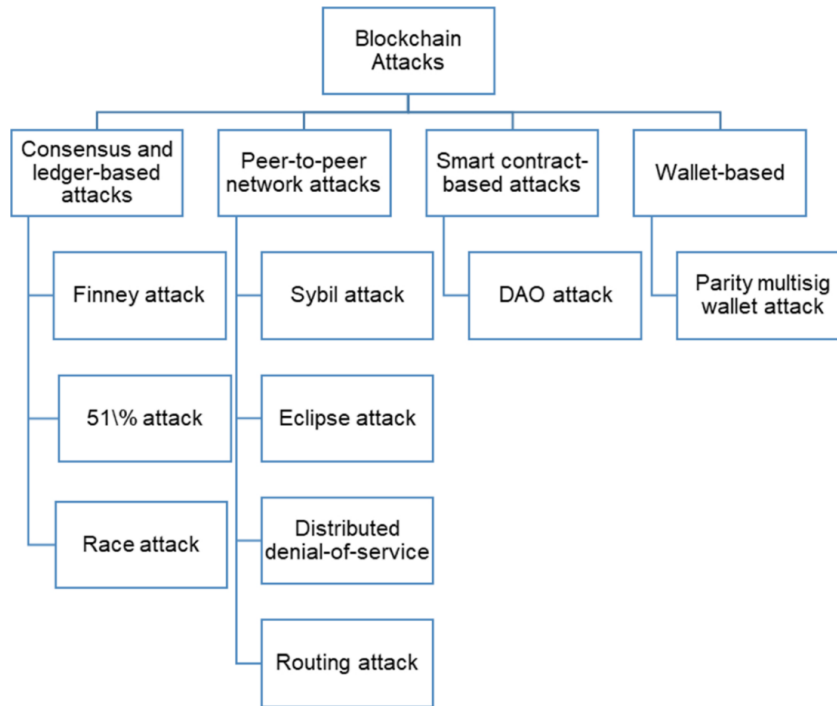 Blockchain
Attacks
Consensus and
ledger-based
attacks
Peer-to-peer
network attacks
Smart contract-
based attacks
Wallet-based
Finney attack
Sybil attack
DAO attack
Parity multisig
wallet attack
51\% attack
Eclipse attack
Race attack
Distributed
denial-of-service
Routing attack